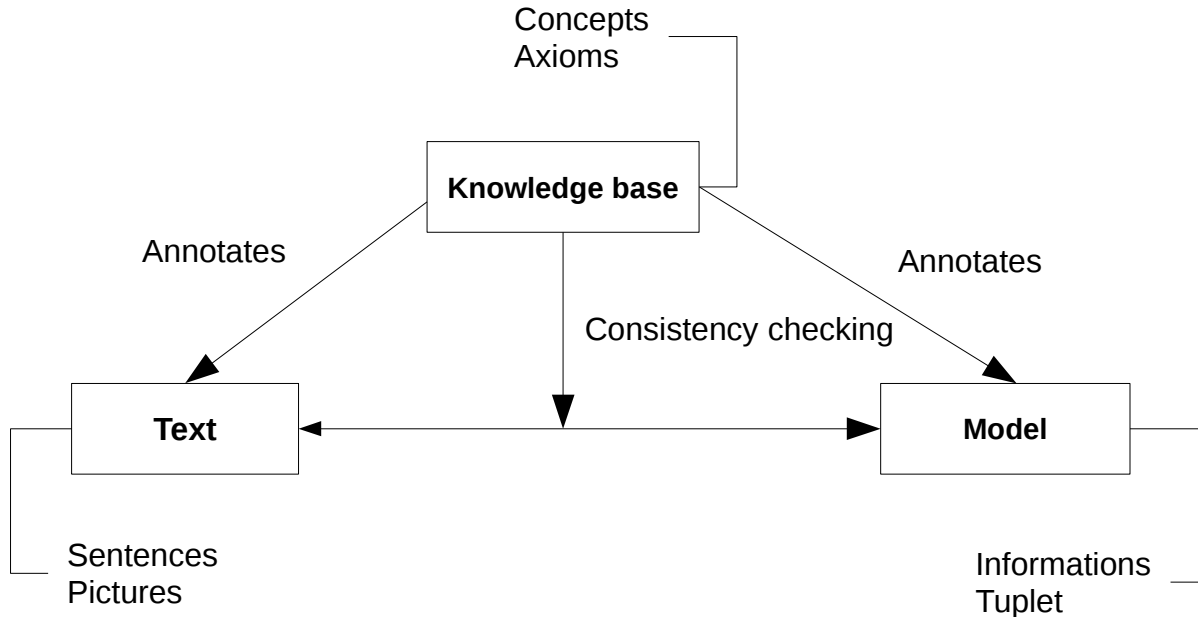 Concepts
Axioms
Knowledge base
Annotates
Annotates
Consistency checking
Text
Model
Sentences
Pictures
Informations
Tuplet